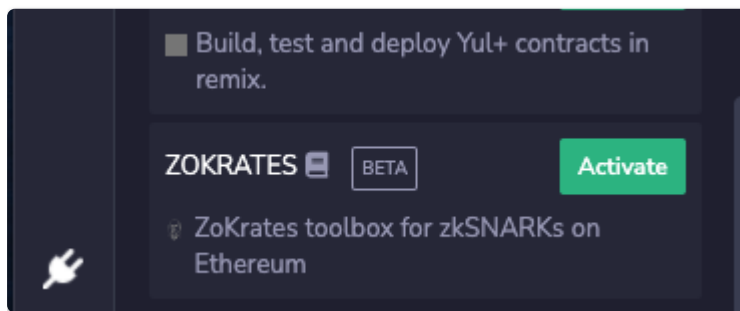 Build, test and deploy Yul+ contracts in
remix.
ZOKRATES BETA Activate
ZoKrates toolbox for zkSNARKs on
Ethereum